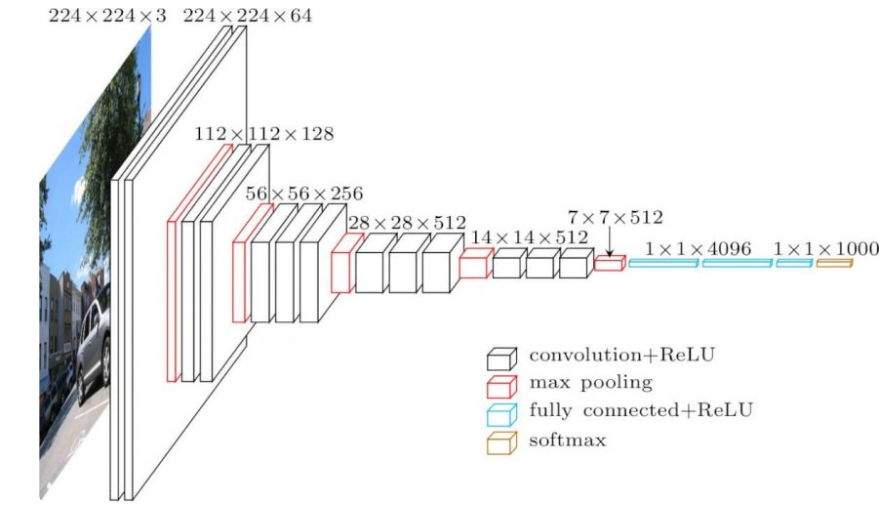 224×224×3
224×224×64
112×112×128
56×56×256
28×28×512
14×14×512
7×7×512
1×1×4096
1×1×1000
convolution+ReLU
max pooling
fully connected+ReLU
softmax